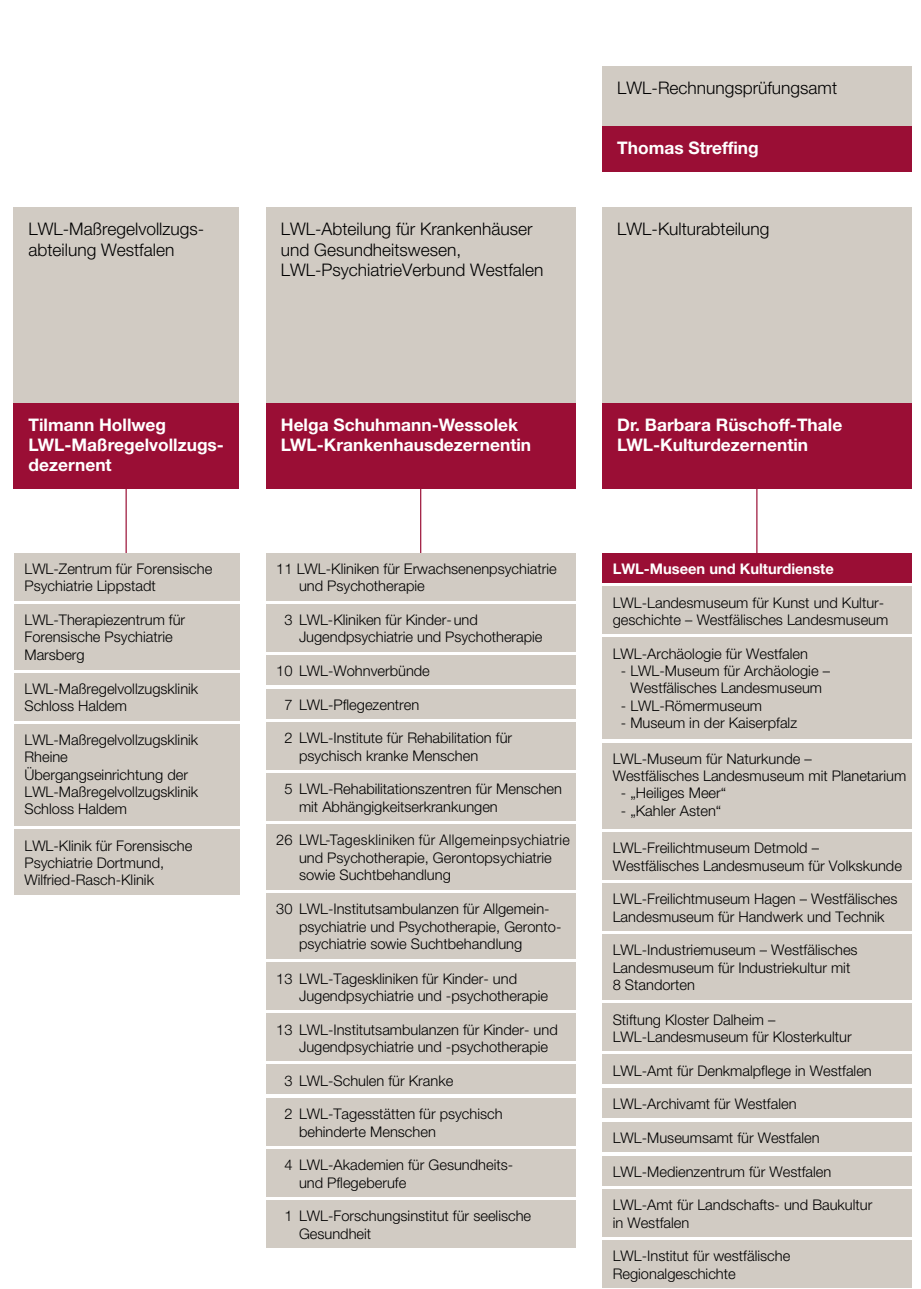 LWL-Rechnungsprüfungsamt
Thomas Streffing
LWL-Maßregelvollzugs-
abteilung Westfalen
Tilmann Hollweg
LWL-Maßregelvollzugs-
dezernent
LWL-Zentrum für Forensische
Psychiatrie Lippstadt
LWL-Therapiezentrum für
Forensische Psychiatrie
Marsberg
LWL-Maßregelvollzugsklinik
Schloss Haldem
LWL-Maßregelvollzugsklinik
Rheine
Übergangseinrichtung der
LWL-Maßregelvollzugsklinik
Schloss Haldem
LWL-Klinik für Forensische
Psychiatrie Dortmund,
Wilfried-Rasch-Klinik
LWL-Abteilung für Krankenhäuser
und Gesundheitswesen,
LWL-PsychiatrieVerbund Westfalen
Helga Schuhmann-Wessolek
LWL-Krankenhausdezernentin
11 LWL-Kliniken für Erwachsenenpsychiatrie
und Psychotherapie
3 LWL-Kliniken für Kinder- und
Jugendpsychiatrie und Psychotherapie
10 LWL-Wohnverbünde
7 LWL-Pflegezentren
2 LWL-Institute für Rehabilitation für
psychisch kranke Menschen
5 LWL-Rehabilitationszentren für Menschen
mit Abhängigkeitserkrankungen
26 LWL-Tageskliniken für Allgemeinpsychiatrie
und Psychotherapie, Gerontopsychiatrie
sowie Suchtbehandlung
30 LWL-Institutsambulanzen für Allgemein-
psychiatrie und Psychotherapie, Geronto-
psychiatrie sowie Suchtbehandlung
13 LWL-Tageskliniken für Kinder- und
Jugendpsychiatrie und -psychotherapie
13 LWL-Institutsambulanzen für Kinder- und
Jugendpsychiatrie und -psychotherapie
3 LWL-Schulen für Kranke
2 LWL-Tagesstätten für psychisch
behinderte Menschen
4 LWL-Akademien für Gesundheits-
und Pflegeberufe
1 LWL-Forschungsinstitut für seelische
Gesundheit
LWL-Kulturabteilung
Dr. Barbara Rüschoff-Thale
LWL-Kulturdezernentin
LWL-Museen und Kulturdienste
LWL-Landesmuseum für Kunst und Kultur-
geschichte – Westfälisches Landesmuseum
LWL-Archäologie für Westfalen
- LWL-Museum für Archäologie –
Westfälisches Landesmuseum
- LWL-Römermuseum
- Museum in der Kaiserpfalz
LWL-Museum für Naturkunde –
Westfälisches Landesmuseum mit Planetarium
- „Heiliges Meer“
- „Kahler Asten“
LWL-Freilichtmuseum Detmold –
Westfälisches Landesmuseum für Volkskunde
LWL-Freilichtmuseum Hagen – Westfälisches
Landesmuseum für Handwerk und Technik
LWL-Industriemuseum – Westfälisches
Landesmuseum für Industriekultur mit
8 Standorten
Stiftung Kloster Dalheim –
LWL-Landesmuseum für Klosterkultur
LWL-Amt für Denkmalpflege in Westfalen
LWL-Archivamt für Westfalen
LWL-Museumsamt für Westfalen
LWL-Medienzentrum für Westfalen
LWL-Amt für Landschafts- und Baukultur
in Westfalen
LWL-Institut für westfälische
Regionalgeschichte